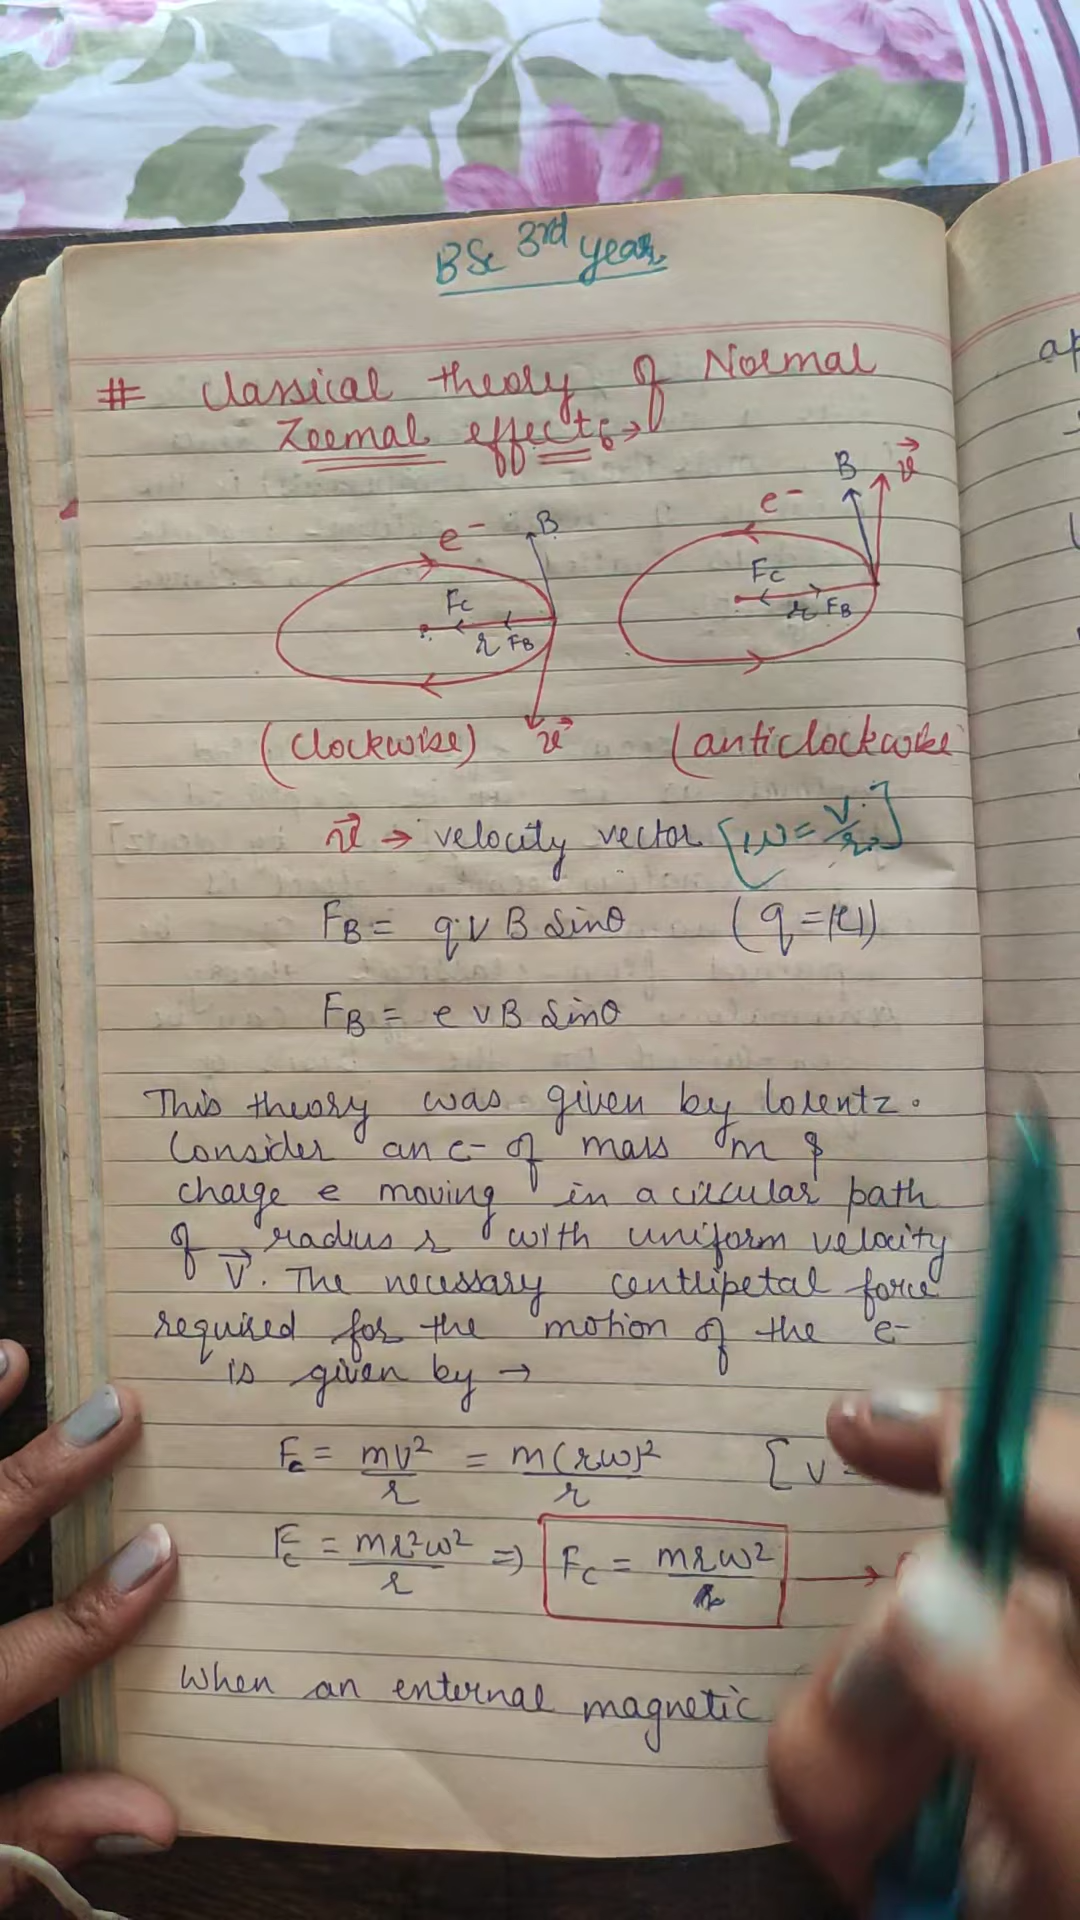 BSc 3rd year
# Classical theory of Normal
Zeemal effect :→
e⁻ B
Fc
r FB
(Clockwise) v⃗
B v⃗
e⁻
Fc
r FB
(anticlockwise
v⃗ → velocity vector [ω = v/r]
FB = qvB sinθ (q = |e|)
FB = evB sinθ
This theory was given by Lorentz.
Consider an e- of mass m &
charge e moving in a circular path
of radius r with uniform velocity
v⃗. The necessary centripetal force
required for the motion of the e-
is given by →
Fc = mv²/r = m(rω)²/r [v =
Fc = mr²ω²/r ⇒ Fc = mrω² →
When an enternal magnetic
ap